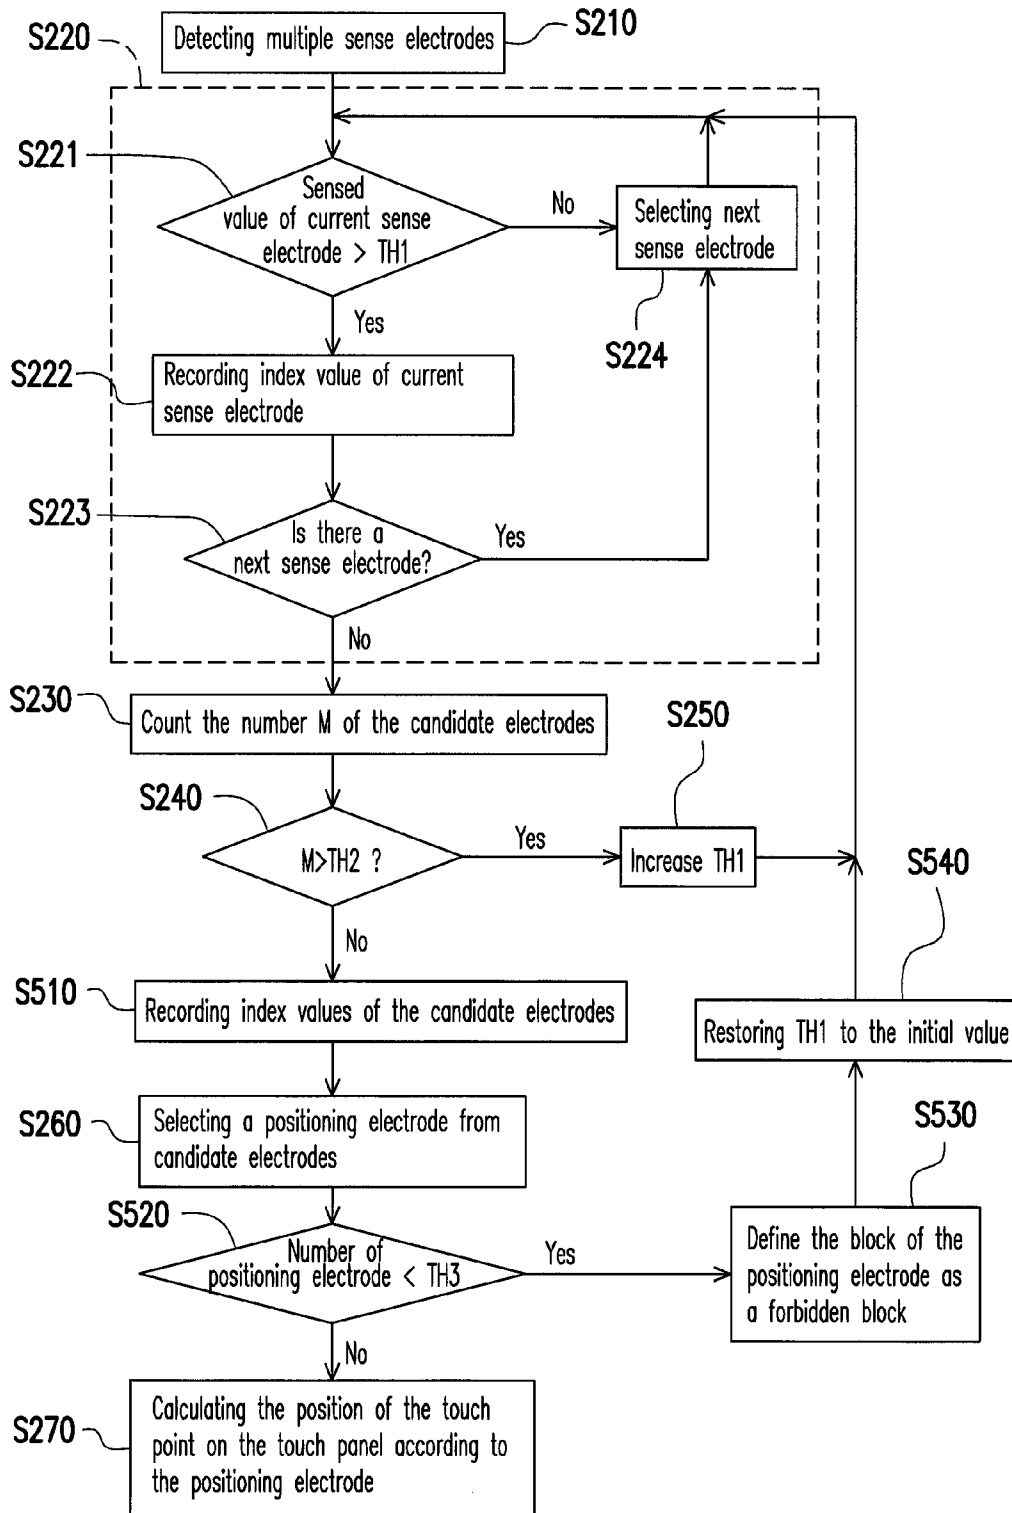 Detecting multiple sense electrodes
S210
S220
S221
Sensed
value of current sense
electrode > TH1
No
Selecting next
sense electrode
S224
Yes
S222
Recording index value of current
sense electrode
S223
Is there a
next sense electrode?
Yes
No
S230
Count the number M of the candidate electrodes
S250
S240
M>TH2 ?
Yes
Increase TH1
S540
No
S510
Recording index values of the candidate electrodes
Restoring TH1 to the initial value
S260
Selecting a positioning electrode from
candidate electrodes
S530
S520
Number of
positioning electrode < TH3
Yes
Define the block of the
positioning electrode as
a forbidden block
No
S270
Calculating the position of the touch
point on the touch panel according to
the positioning electrode